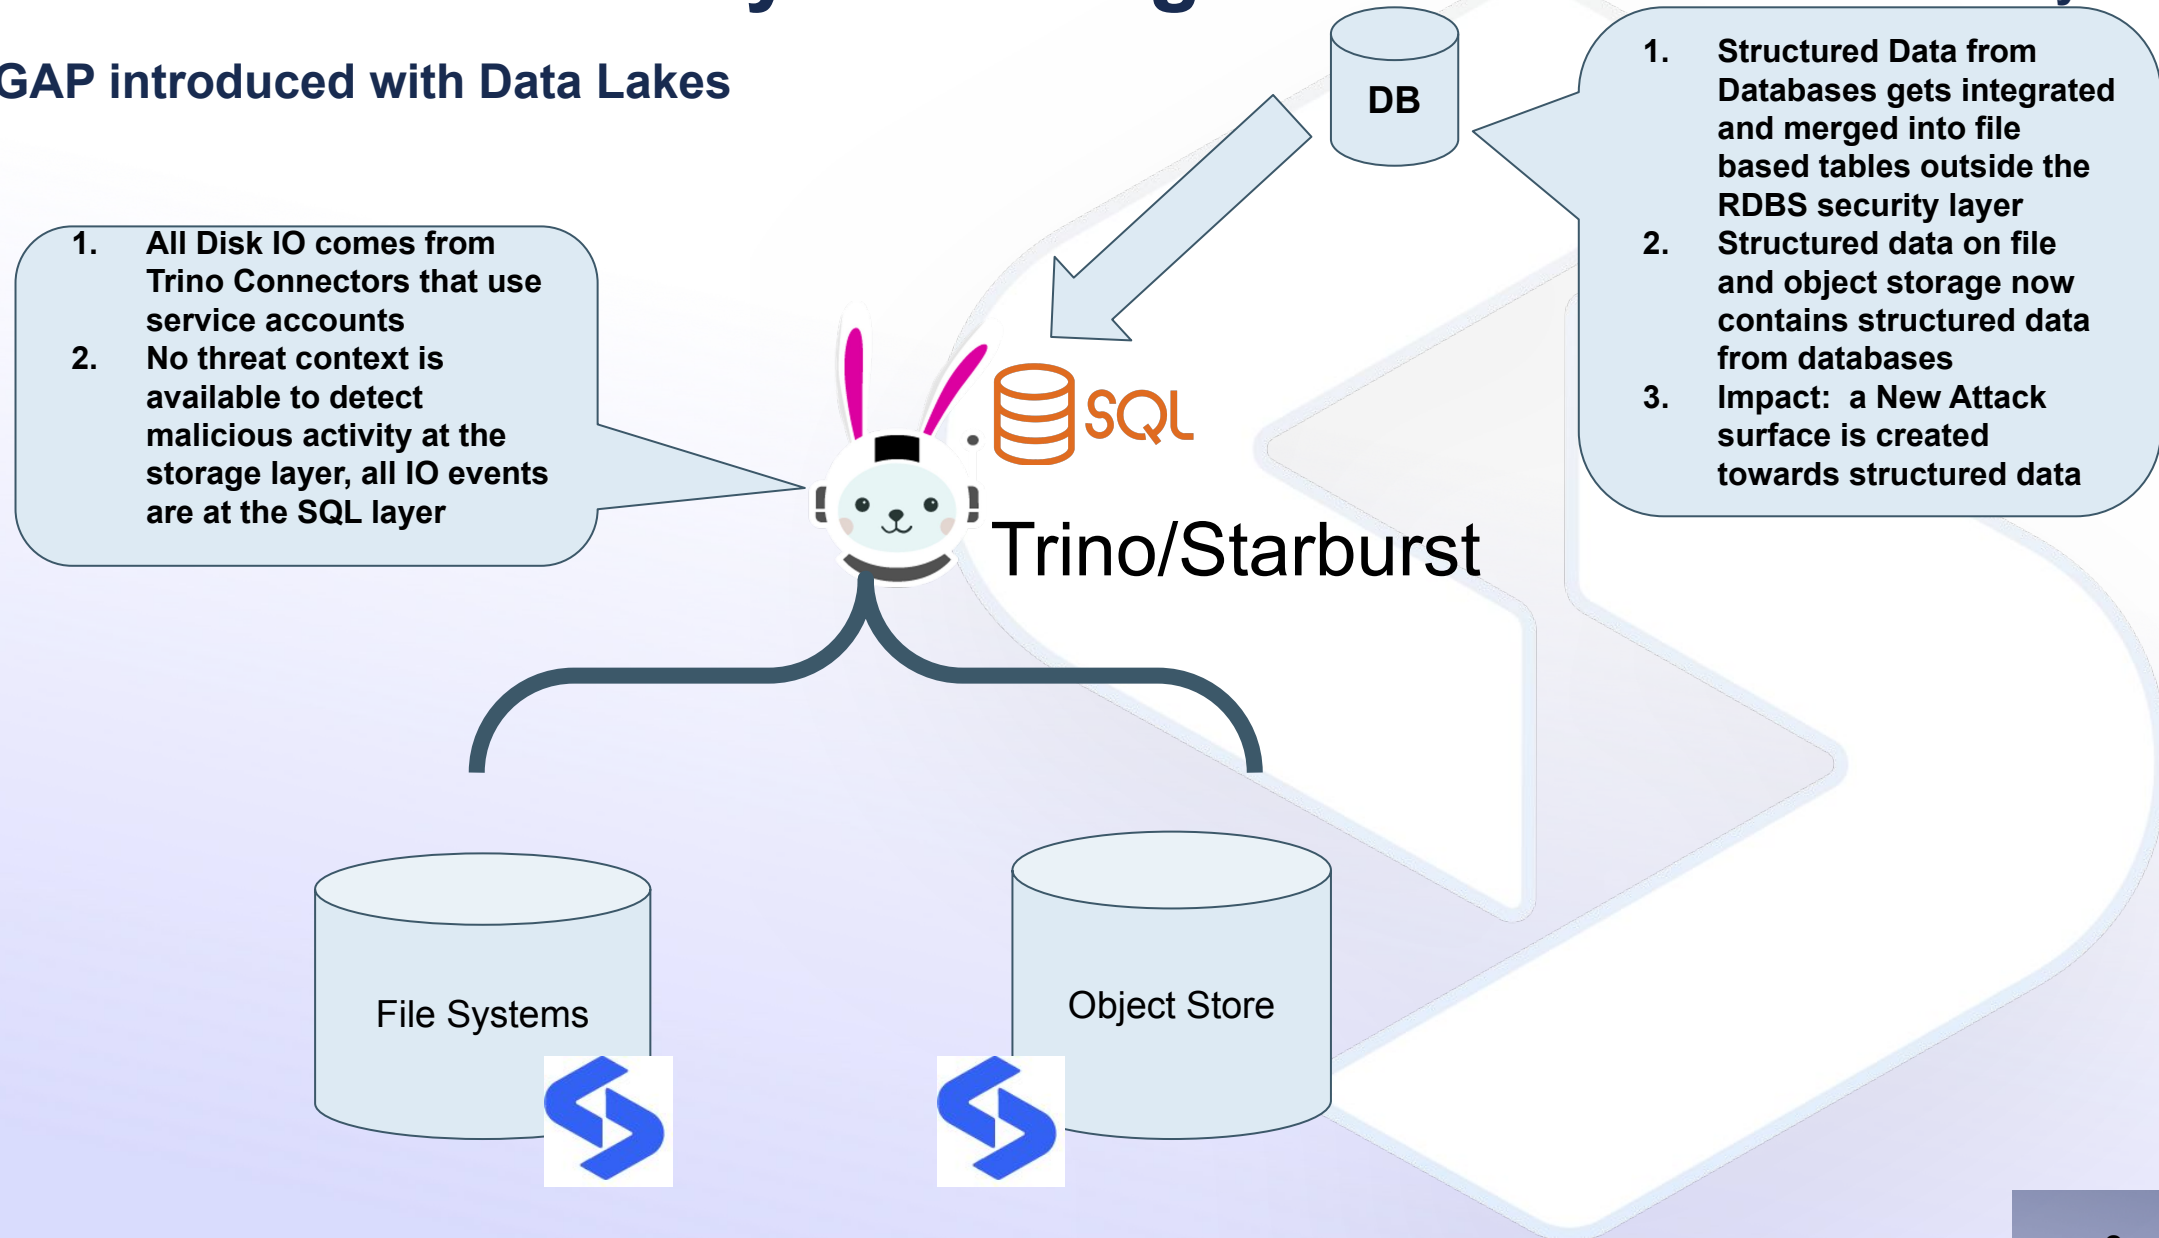 GAP introduced with Data Lakes
DB
1. Structured Data from
Databases gets integrated
and merged into file
based tables outside the
RDBS security layer
2. Structured data on file
and object storage now
contains structured data
from databases
3. Impact: a New Attack
surface is created
towards structured data
1. All Disk IO comes from
Trino Connectors that use
service accounts
2. No threat context is
available to detect
malicious activity at the
storage layer, all IO events
are at the SQL layer
SQL
Trino/Starburst
File Systems
Object Store